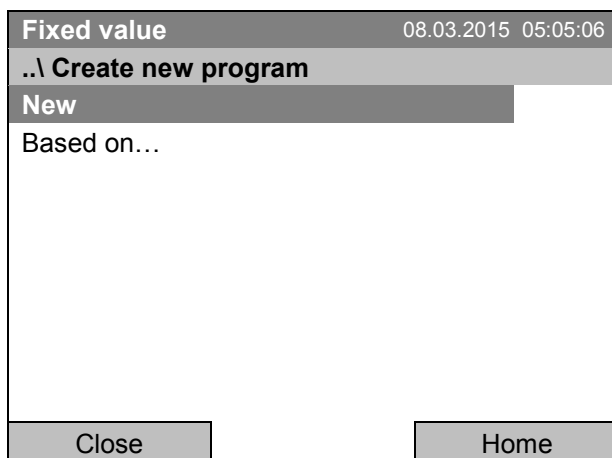 Fixed value 08.03.2015 05:05:06
..\ Create new program
New
Based on…
Close Home